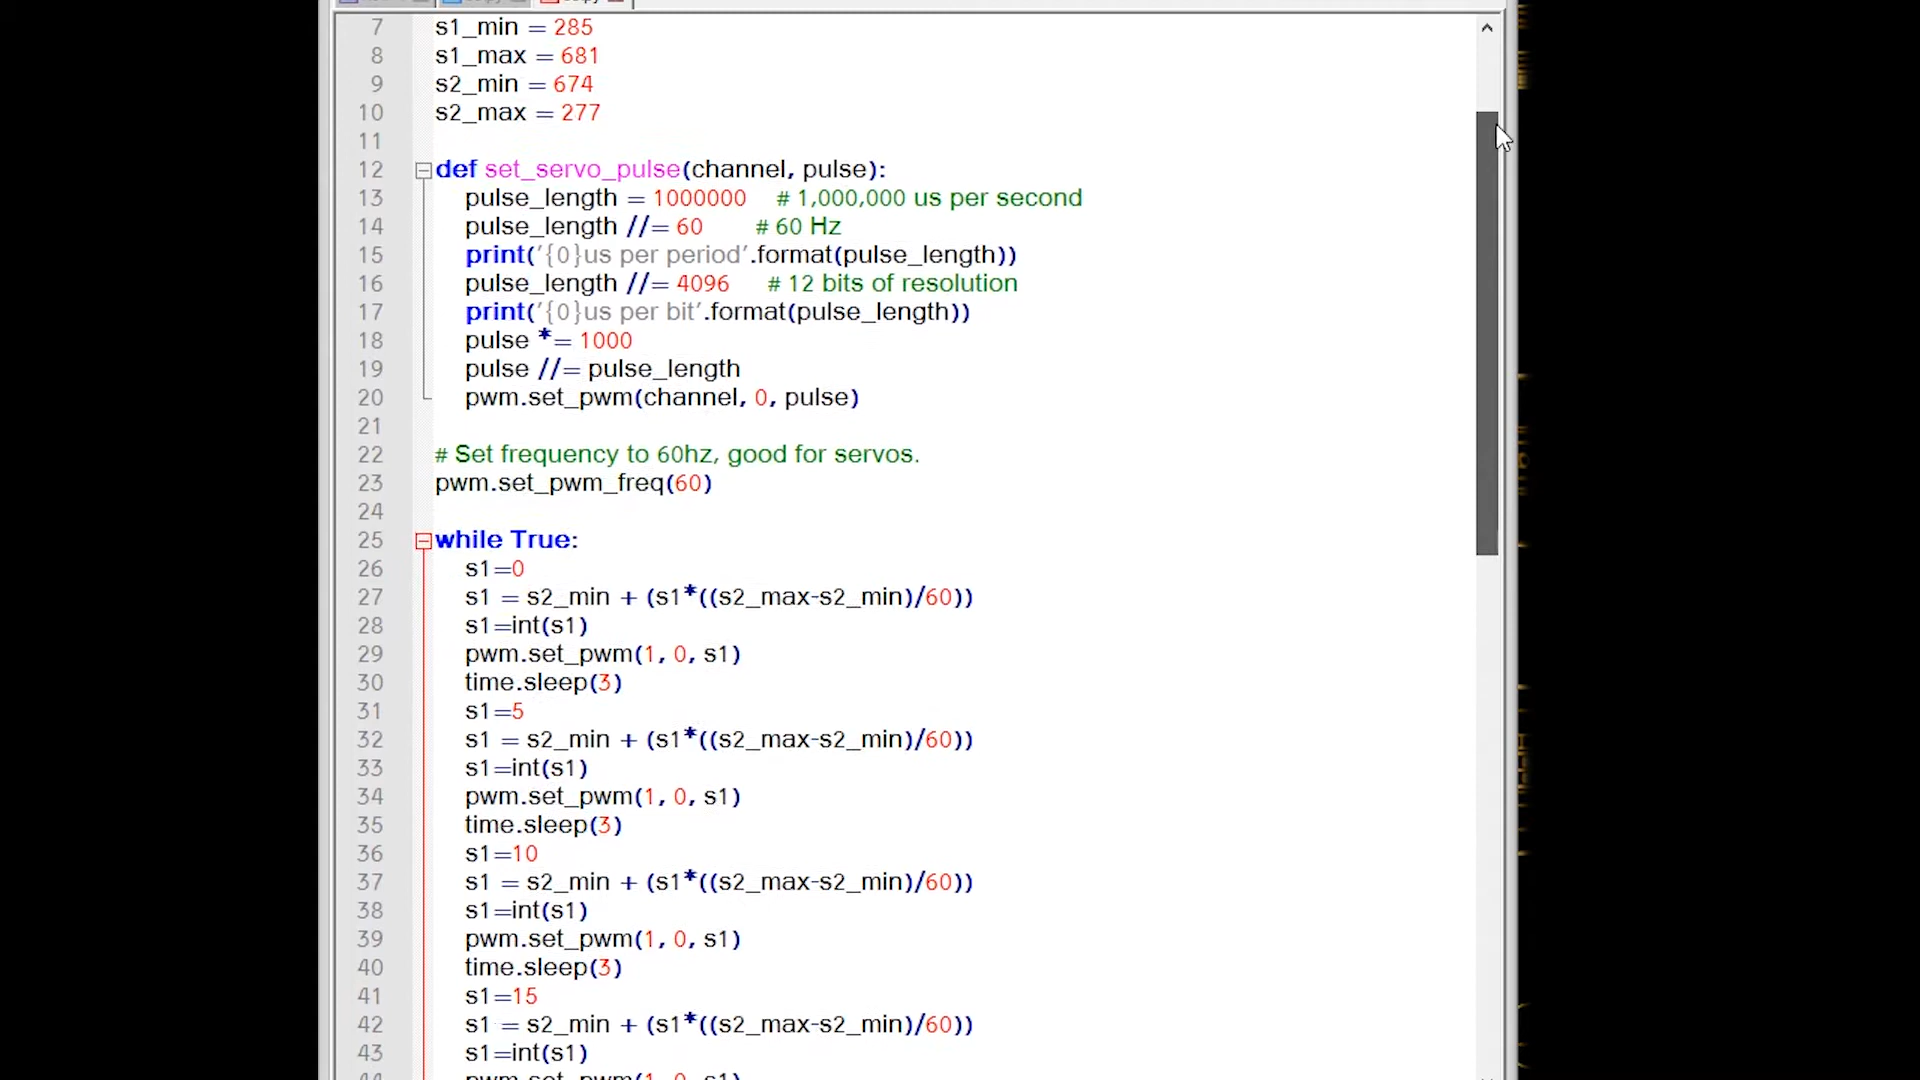 7 s1_min = 285
8 s1_max = 681
9 s2_min = 674
10 s2_max = 277
11
12 def set_servo_pulse(channel, pulse):
13 pulse_length = 1000000 # 1,000,000 us per second
14 pulse_length //= 60 # 60 Hz
15 print('{0}us per period'.format(pulse_length))
16 pulse_length //= 4096 # 12 bits of resolution
17 print('{0}us per bit'.format(pulse_length))
18 pulse *= 1000
19 pulse //= pulse_length
20 pwm.set_pwm(channel, 0, pulse)
21
22 # Set frequency to 60hz, good for servos.
23 pwm.set_pwm_freq(60)
24
25 while True:
26 s1=0
27 s1 = s2_min + (s1*((s2_max-s2_min)/60))
28 s1=int(s1)
29 pwm.set_pwm(1, 0, s1)
30 time.sleep(3)
31 s1=5
32 s1 = s2_min + (s1*((s2_max-s2_min)/60))
33 s1=int(s1)
34 pwm.set_pwm(1, 0, s1)
35 time.sleep(3)
36 s1=10
37 s1 = s2_min + (s1*((s2_max-s2_min)/60))
38 s1=int(s1)
39 pwm.set_pwm(1, 0, s1)
40 time.sleep(3)
41 s1=15
42 s1 = s2_min + (s1*((s2_max-s2_min)/60))
43 s1=int(s1)
44 pwm.set_pwm(1, 0, s1)